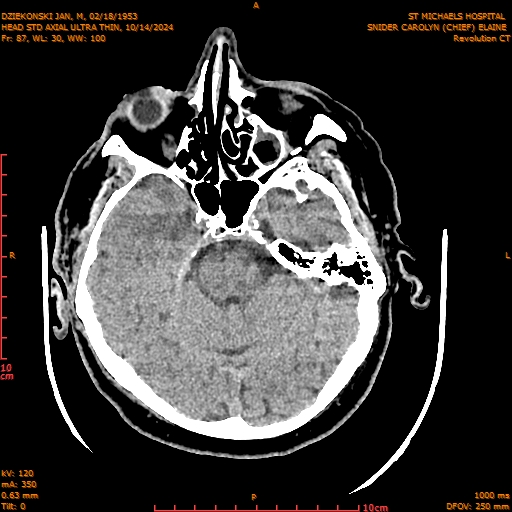 A
DZIEKONSKI JAN, M, 02/18/1953
HEAD STD AXIAL ULTRA THIN, 10/14/2024
Fr: 87, WL: 30, WW: 100
ST MICHAELS HOSPITAL
SNIDER CAROLYN (CHIEF) ELAINE
Revolution CT
R
L
10
cm
kV: 120
mA: 350
0.63 mm
Tilt: 0
P
10cm
1000 ms
DFOV: 250 mm